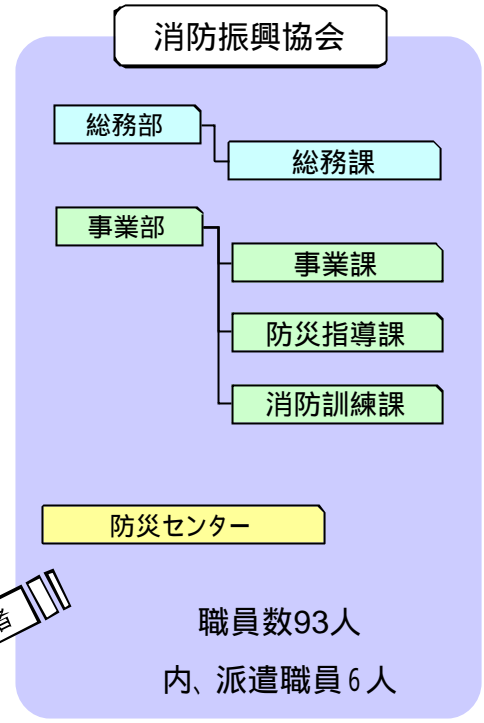 消防振興協会
総務部
総務課
事業部
事業課
防災指導課
消防訓練課
防災センター
者
職員数93人
内、派遣職員6人